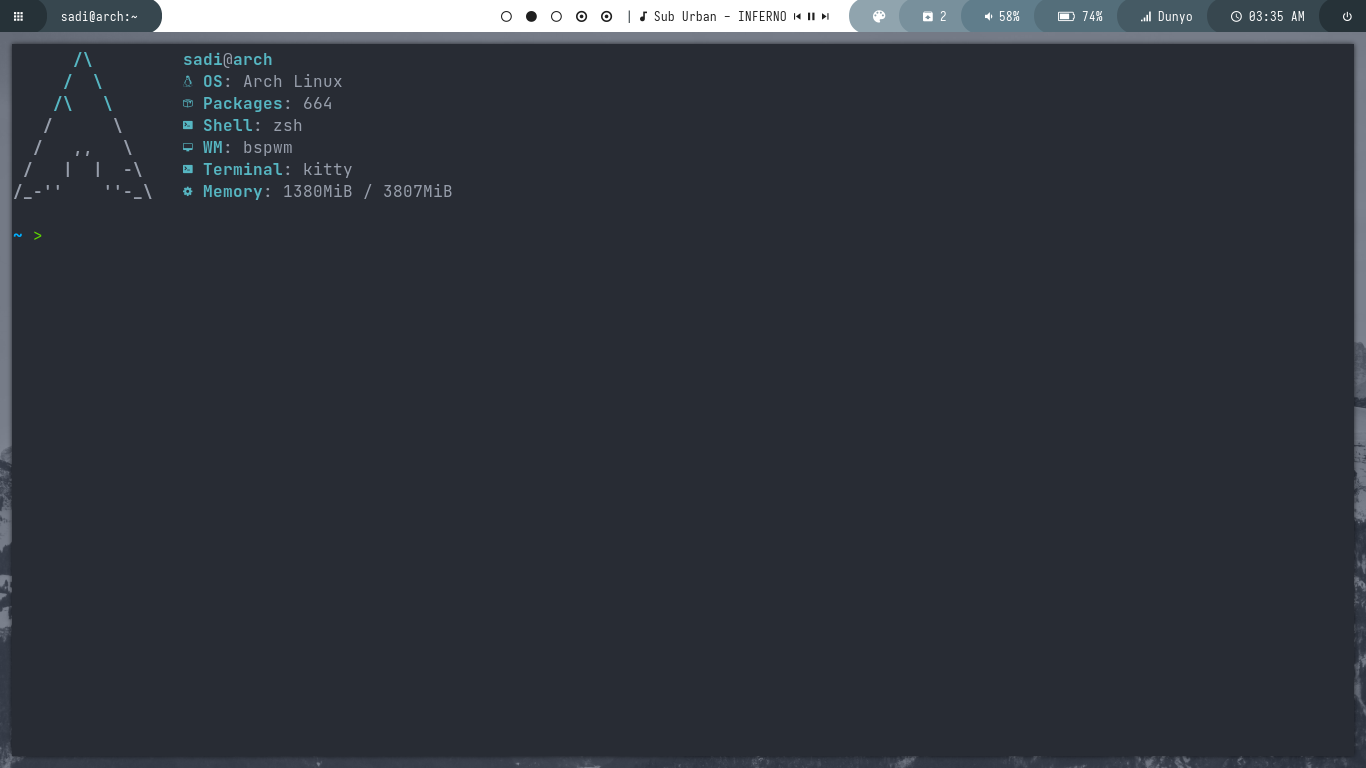 sadi@arch:~ | Sub Urban - INFERNO 2 58% 74% Dunyo 03:35 AM
/\ sadi@arch
/ \ OS: Arch Linux
/\ \ Packages: 664
/ \ Shell: zsh
/ ,, \ WM: bspwm
/ | | -\ Terminal: kitty
/_-'' ''-_\ Memory: 1380MiB / 3807MiB
~ >